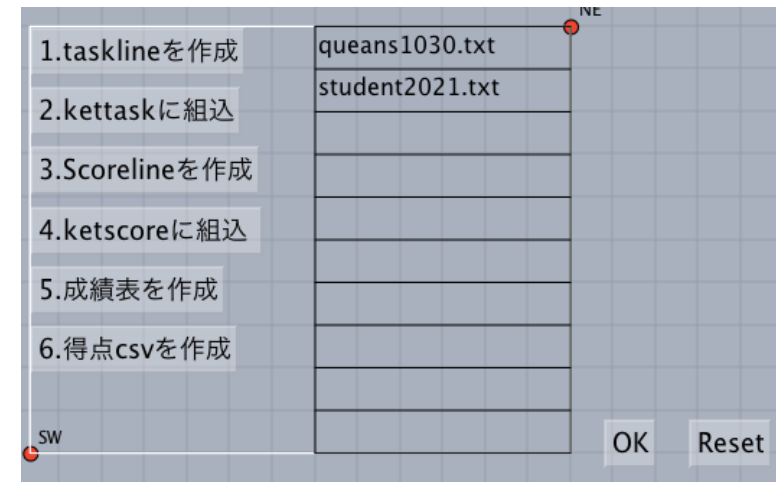 NE
1.tasklineを作成
queans1030.txt
student2021.txt
2.kettaskに組込
3.Scorelineを作成
4.ketscoreに組込
5.成績表を作成
6.得点csvを作成
SW
OK
Reset